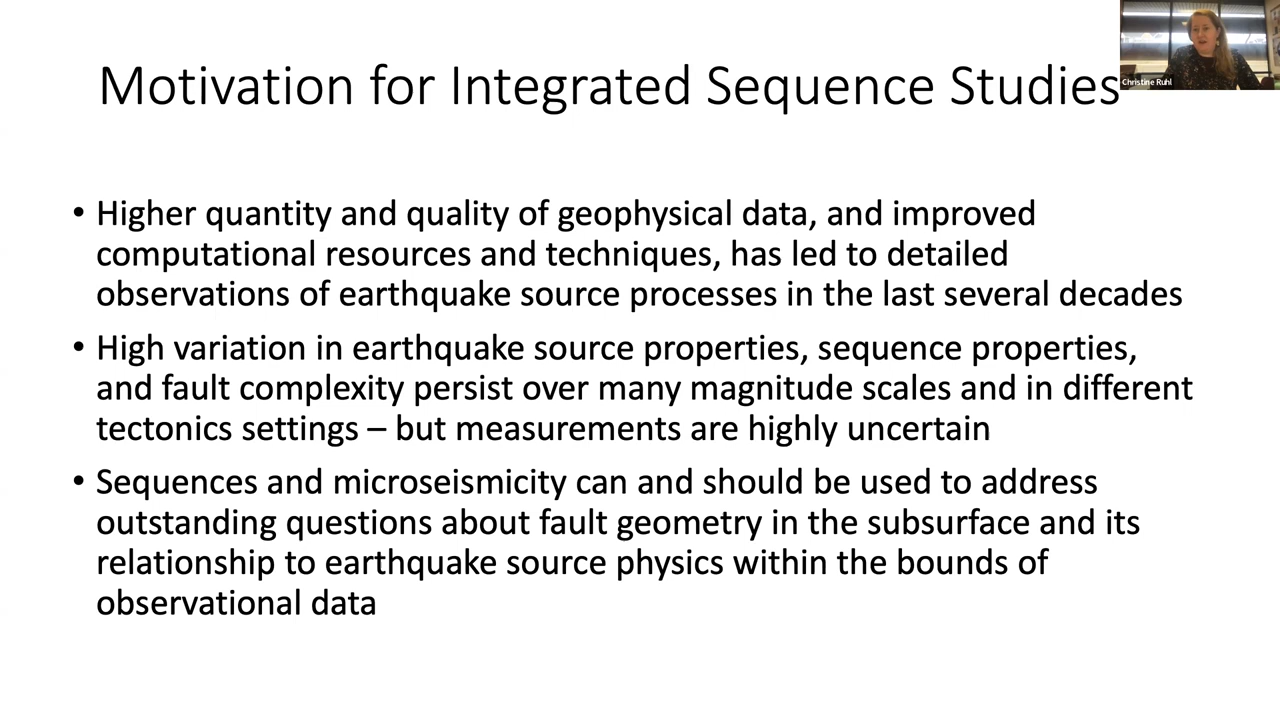 Christine Ruhl
Motivation for Integrated Sequence Studies
• Higher quantity and quality of geophysical data, and improved
computational resources and techniques, has led to detailed
observations of earthquake source processes in the last several decades
• High variation in earthquake source properties, sequence properties,
and fault complexity persist over many magnitude scales and in different
tectonics settings – but measurements are highly uncertain
• Sequences and microseismicity can and should be used to address
outstanding questions about fault geometry in the subsurface and its
relationship to earthquake source physics within the bounds of
observational data